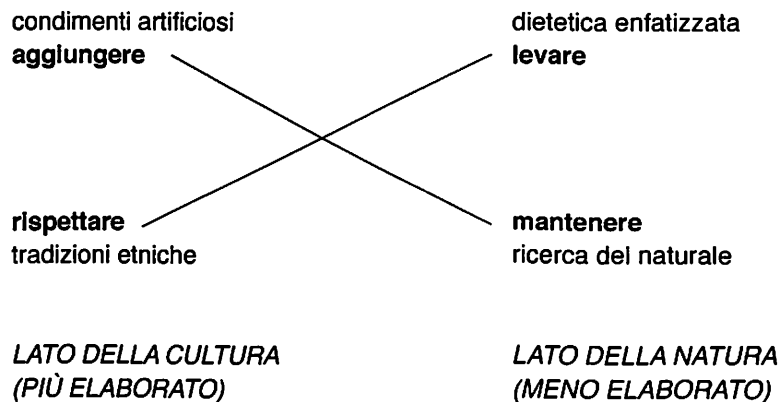 condimenti artificiosi
aggiungere
dietetica enfatizzata
levare
rispettare
tradizioni etniche
mantenere
ricerca del naturale
LATO DELLA CULTURA
(PIÙ ELABORATO)
LATO DELLA NATURA
(MENO ELABORATO)